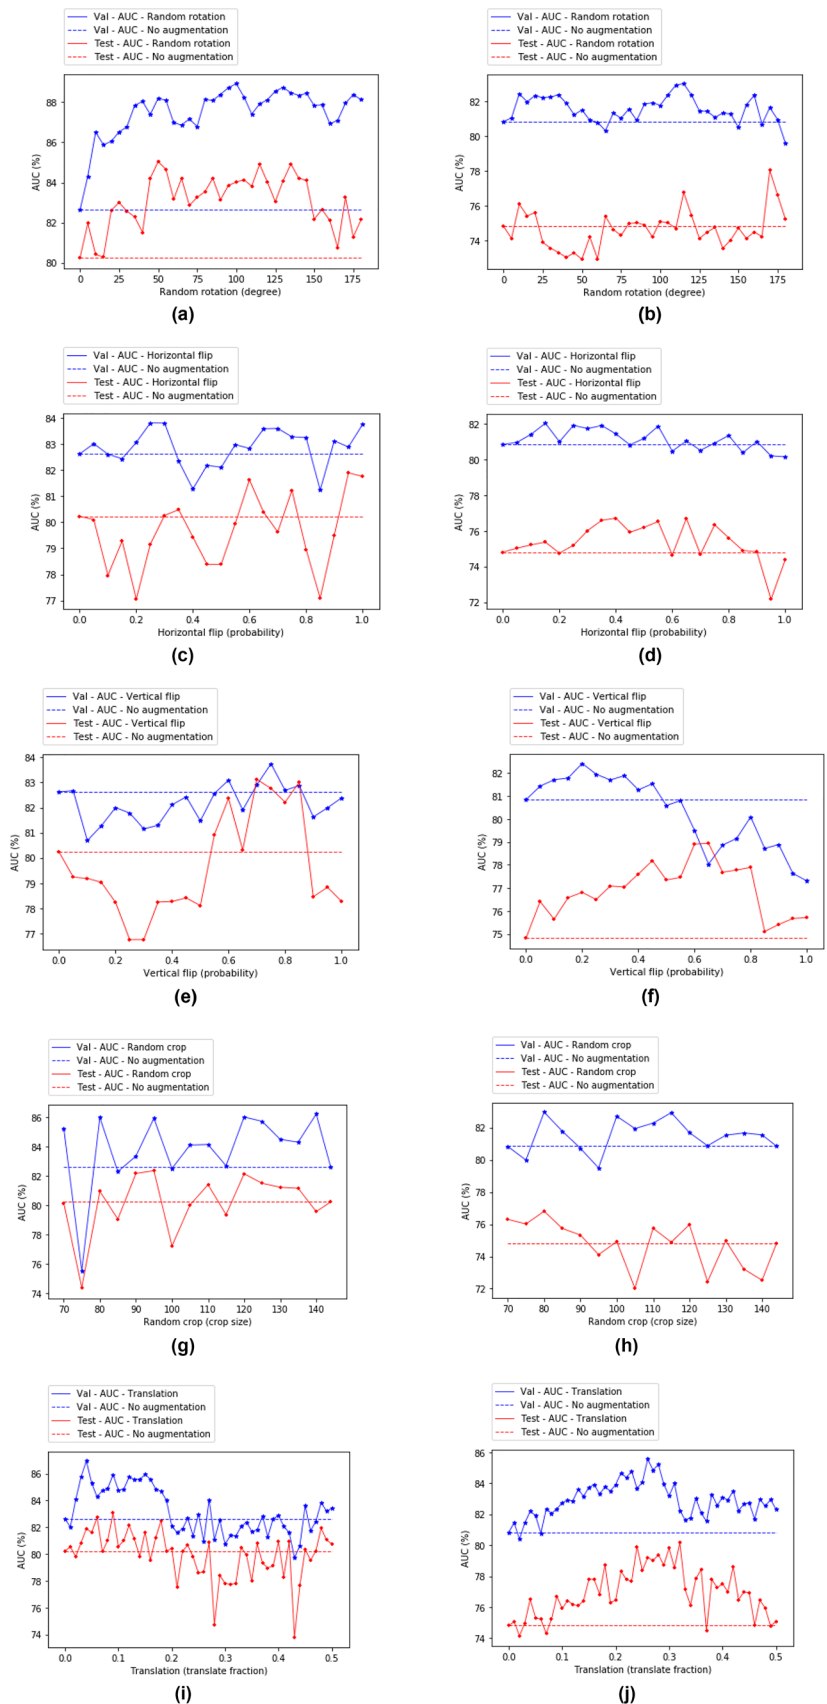 Val - AUC - Random rotation
Val - AUC - No augmentation
Test - AUC - Random rotation
Test - AUC - No augmentation
88
86
84
82
80
AUC (%)
0 25 50 75 100 125 150 175
Random rotation (degree)
(a)
Val - AUC - Random rotation
Val - AUC - No augmentation
Test - AUC - Random rotation
Test - AUC - No augmentation
82
80
78
76
74
AUC (%)
0 25 50 75 100 125 150 175
Random rotation (degree)
(b)
Val - AUC - Horizontal flip
Val - AUC - No augmentation
Test - AUC - Horizontal flip
Test - AUC - No augmentation
84
83
82
81
80
79
78
77
AUC (%)
0.0 0.2 0.4 0.6 0.8 1.0
Horizontal flip (probability)
(c)
Val - AUC - Horizontal flip
Val - AUC - No augmentation
Test - AUC - Horizontal flip
Test - AUC - No augmentation
82
80
78
76
74
72
AUC (%)
0.0 0.2 0.4 0.6 0.8 1.0
Horizontal flip (probability)
(d)
Val - AUC - Vertical flip
Val - AUC - No augmentation
Test - AUC - Vertical flip
Test - AUC - No augmentation
84
83
82
81
80
79
78
77
AUC (%)
0.0 0.2 0.4 0.6 0.8 1.0
Vertical flip (probability)
(e)
Val - AUC - Vertical flip
Val - AUC - No augmentation
Test - AUC - Vertical flip
Test - AUC - No augmentation
82
81
80
79
78
77
76
75
AUC (%)
0.0 0.2 0.4 0.6 0.8 1.0
Vertical flip (probability)
(f)
Val - AUC - Random crop
Val - AUC - No augmentation
Test - AUC - Random crop
Test - AUC - No augmentation
86
84
82
80
78
76
74
AUC (%)
70 80 90 100 110 120 130 140
Random crop (crop size)
(g)
Val - AUC - Random crop
Val - AUC - No augmentation
Test - AUC - Random crop
Test - AUC - No augmentation
82
80
78
76
74
72
AUC (%)
70 80 90 100 110 120 130 140
Random crop (crop size)
(h)
Val - AUC - Translation
Val - AUC - No augmentation
Test - AUC - Translation
Test - AUC - No augmentation
86
84
82
80
78
76
74
AUC (%)
0.0 0.1 0.2 0.3 0.4 0.5
Translation (translate fraction)
(i)
Val - AUC - Translation
Val - AUC - No augmentation
Test - AUC - Translation
Test - AUC - No augmentation
86
84
82
80
78
76
74
AUC (%)
0.0 0.1 0.2 0.3 0.4 0.5
Translation (translate fraction)
(j)